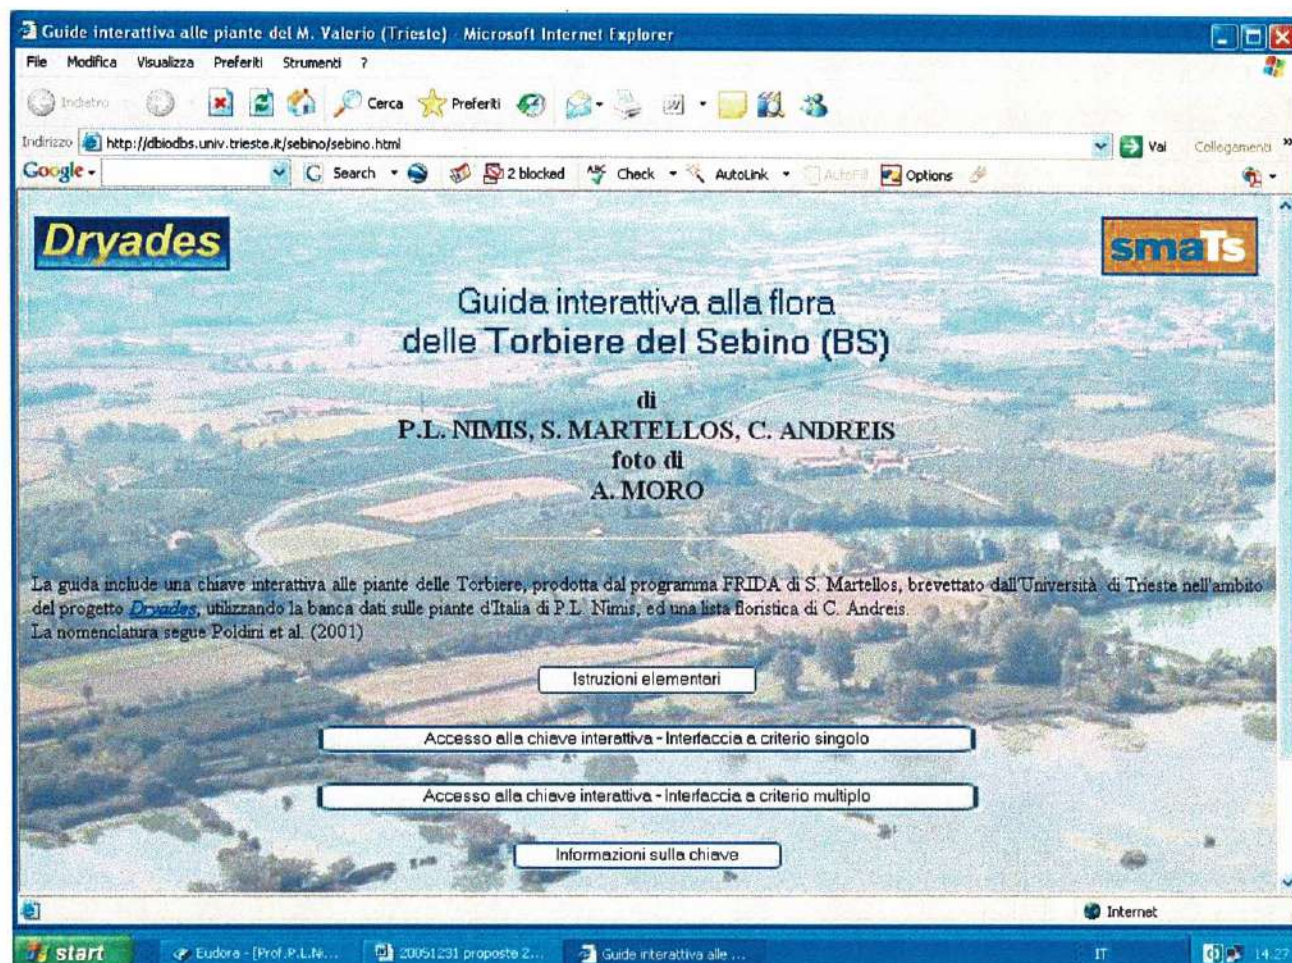 Guide interattiva alle piante del M. Valerio (Trieste) - Microsoft Internet Explorer
File Modifica Visualizza Preferiti Strumenti ?
Indietro Cerca Preferiti
Indirizzo http://dbiodbs.univ.trieste.it/sebino/sebino.html Vai Collegamenti »
Google Search 2 blocked Check AutoLink AutoFill Options
Dryades
smaTs
Guida interattiva alla flora
delle Torbiere del Sebino (BS)
di
P.L. NIMIS, S. MARTELLOS, C. ANDREIS
foto di
A. MORO
La guida include una chiave interattiva alle piante delle Torbiere, prodotta dal programma FRIDA di S. Martellos, brevettato dall'Università di Trieste nell'ambito
del progetto Dryades, utilizzando la banca dati sulle piante d'Italia di P.L. Nimis, ed una lista floristica di C. Andreis.
La nomenclatura segue Poldini et al. (2001)
Istruzioni elementari
Accesso alla chiave interattiva - Interfaccia a criterio singolo
Accesso alla chiave interattiva - Interfaccia a criterio multiplo
Informazioni sulla chiave
Internet
start Eudora - [Prof.P.L.Ni... 20051231 proposte 2... Guide interattiva alle ... IT 14.27